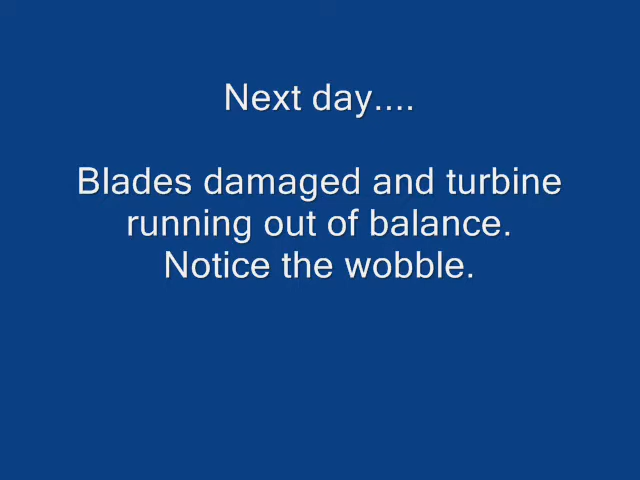 Next day....
Blades damaged and turbine
running out of balance.
Notice the wobble.